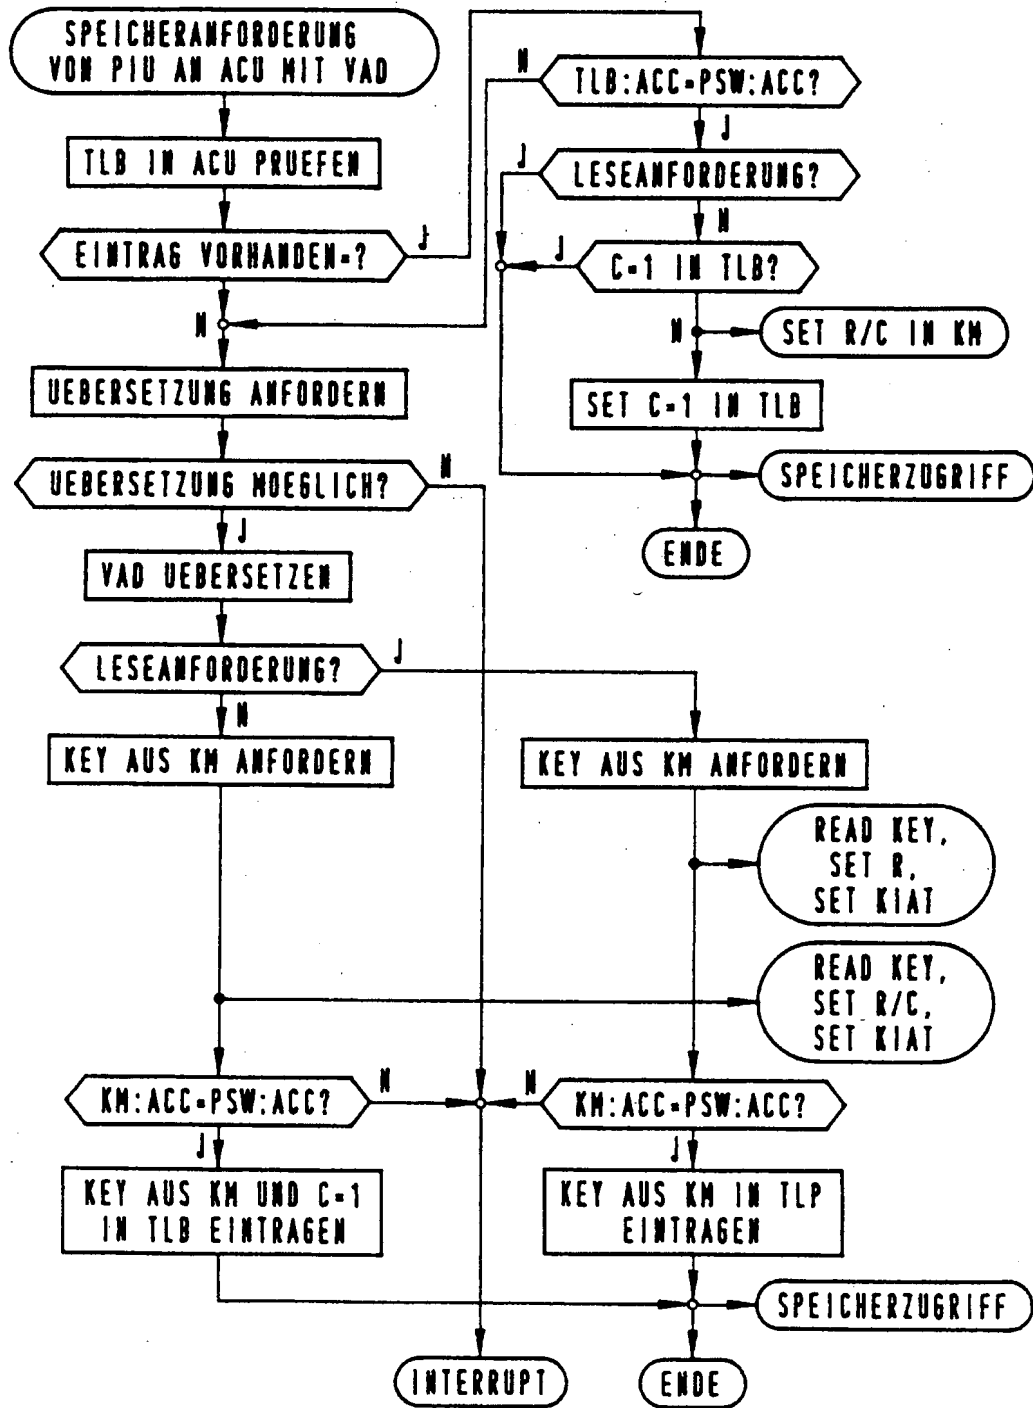 SPEICHERANFORDERUNG
VON PIU AN ACU MIT VAD
TLB IN ACU PRUEFEN
EINTRAG VORHANDEN=?
J
N
UEBERSETZUNG ANFORDERN
UEBERSETZUNG MOEGLICH?
N
J
VAD UEBERSETZEN
LESEANFORDERUNG?
J
N
KEY AUS KM ANFORDERN
KM:ACC=PSW:ACC?
N
J
KEY AUS KM UND C=1
IN TLB EINTRAGEN
INTERRUPT
TLB:ACC=PSW:ACC?
N
J
LESEANFORDERUNG?
J
N
C=1 IN TLB?
J
N
SET R/C IN KM
SET C=1 IN TLB
SPEICHERZUGRIFF
ENDE
KEY AUS KM ANFORDERN
READ KEY,
SET R,
SET KIAT
READ KEY,
SET R/C,
SET KIAT
KM:ACC=PSW:ACC?
N
J
KEY AUS KM IN TLP
EINTRAGEN
SPEICHERZUGRIFF
ENDE